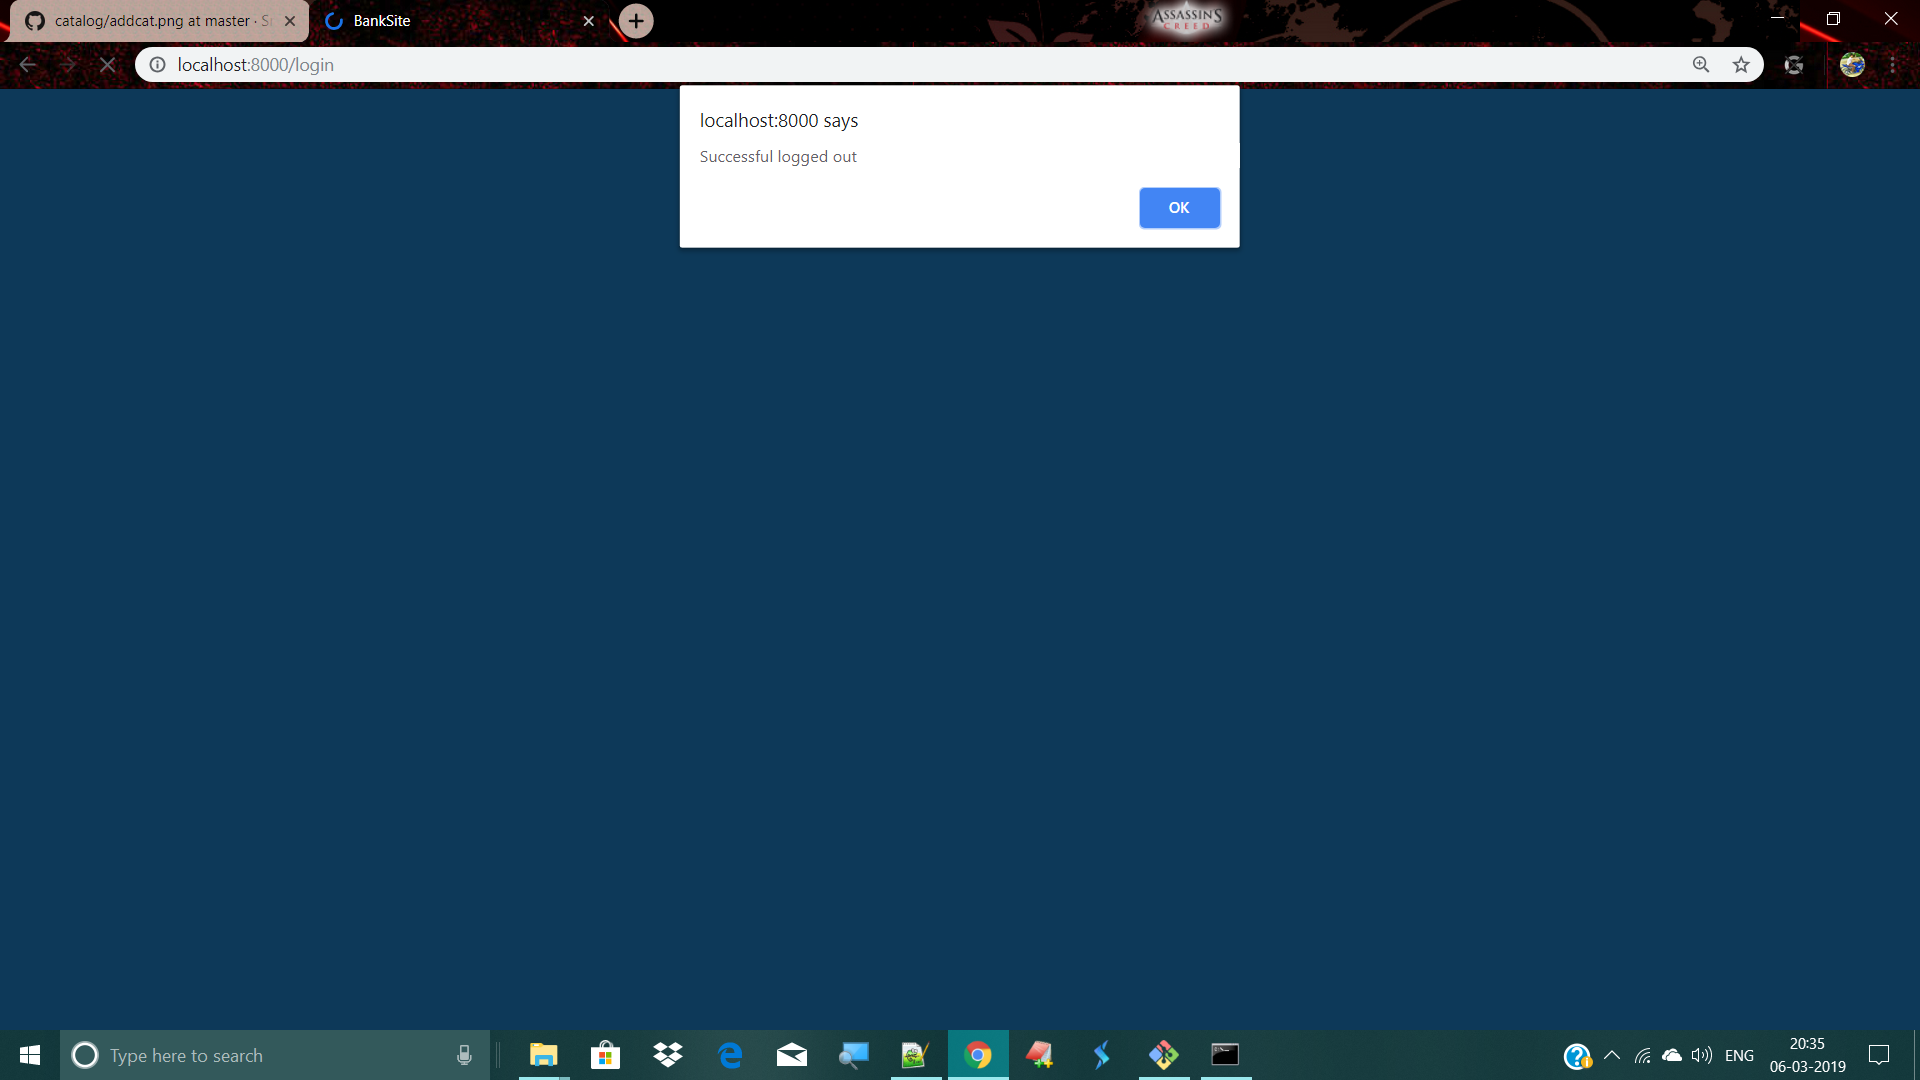 catalog/addcat.png at master · S
BankSite
ASSASSIN'S
CREED
localhost:8000/login
localhost:8000 says
Successful logged out
OK
Type here to search
ENG
20:35
06-03-2019